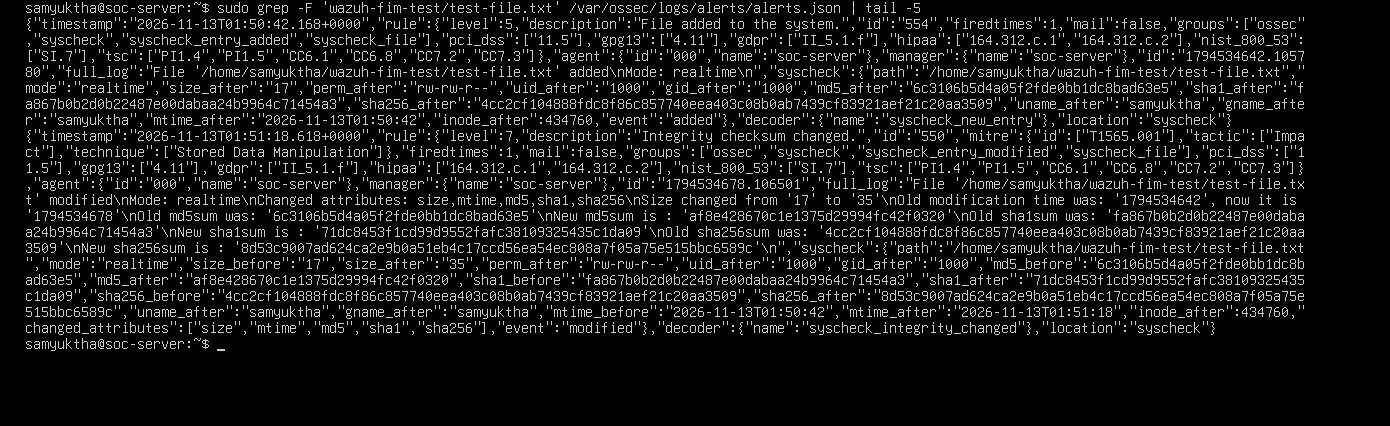 samyuktha@soc-server:~$ sudo grep -F 'wazuh-fim-test/test-file.txt' /var/ossec/logs/alerts/alerts.json | tail -5
{"timestamp":"2026-11-13T01:50:42.168+0000","rule":{"level":5,"description":"File added to the system.","id":"554","firedtimes":1,"mail":false,"groups":["ossec"
,"syscheck","syscheck_entry_added","syscheck_file"],"pci_dss":["11.5"],"gpg13":["4.11"],"gdpr":["II_5.1.f"],"hipaa":["164.312.c.1","164.312.c.2"],"nist_800_53":
["SI.7"],"tsc":["PI1.4","PI1.5","CC6.1","CC6.8","CC7.2","CC7.3"]},"agent":{"id":"000","name":"soc-server"},"manager":{"name":"soc-server"},"id":"1794534642.1057
80","full_log":"File '/home/samyuktha/wazuh-fim-test/test-file.txt' added\nMode: realtime\n","syscheck":{"path":"/home/samyuktha/wazuh-fim-test/test-file.txt","
mode":"realtime","size_after":"17","perm_after":"rw-rw-r--","uid_after":"1000","gid_after":"1000","md5_after":"6c3106b5d4a05f2fde0bb1dc8bad63e5","sha1_after":"f
a867b0b2d0b22487e00dabaa24b9964c71454a3","sha256_after":"4cc2cf104888fdc8f86c857740eea403c08b0ab7439cf83921aef21c20aa3509","uname_after":"samyuktha","gname_afte
r":"samyuktha","mtime_after":"2026-11-13T01:50:42","inode_after":434760,"event":"added"},"decoder":{"name":"syscheck_new_entry"},"location":"syscheck"}
{"timestamp":"2026-11-13T01:51:18.618+0000","rule":{"level":7,"description":"Integrity checksum changed.","id":"550","mitre":{"id":["T1565.001"],"tactic":["Impa
ct"],"technique":["Stored Data Manipulation"]},"firedtimes":1,"mail":false,"groups":["ossec","syscheck","syscheck_entry_modified","syscheck_file"],"pci_dss":["1
1.5"],"gpg13":["4.11"],"gdpr":["II_5.1.f"],"hipaa":["164.312.c.1","164.312.c.2"],"nist_800_53":["SI.7"],"tsc":["PI1.4","PI1.5","CC6.1","CC6.8","CC7.2","CC7.3"]}
,"agent":{"id":"000","name":"soc-server"},"manager":{"name":"soc-server"},"id":"1794534678.106501","full_log":"File '/home/samyuktha/wazuh-fim-test/test-file.tx
t' modified\nMode: realtime\nChanged attributes: size,mtime,md5,sha1,sha256\nSize changed from '17' to '35'\nOld modification time was: '1794534642', now it is
'1794534678'\nOld md5sum was: '6c3106b5d4a05f2fde0bb1dc8bad63e5'\nNew md5sum is : 'af8e428670c1e1375d29994fc42f0320'\nOld sha1sum was: 'fa867b0b2d0b22487e00daba
a24b9964c71454a3'\nNew sha1sum is : '71dc8453f1cd99d9552fafc38109325435c1da09'\nOld sha256sum was: '4cc2cf104888fdc8f86c857740eea403c08b0ab7439cf83921aef21c20aa
3509'\nNew sha256sum is : '8d53c9007ad624ca2e9b0a51eb4c17ccd56ea54ec808a7f05a75e515bbc6589c'\n","syscheck":{"path":"/home/samyuktha/wazuh-fim-test/test-file.txt
","mode":"realtime","size_before":"17","size_after":"35","perm_after":"rw-rw-r--","uid_after":"1000","gid_after":"1000","md5_before":"6c3106b5d4a05f2fde0bb1dc8b
ad63e5","md5_after":"af8e428670c1e1375d29994fc42f0320","sha1_before":"fa867b0b2d0b22487e00dabaa24b9964c71454a3","sha1_after":"71dc8453f1cd99d9552fafc38109325435
c1da09","sha256_before":"4cc2cf104888fdc8f86c857740eea403c08b0ab7439cf83921aef21c20aa3509","sha256_after":"8d53c9007ad624ca2e9b0a51eb4c17ccd56ea54ec808a7f05a75e
515bbc6589c","uname_after":"samyuktha","gname_after":"samyuktha","mtime_before":"2026-11-13T01:50:42","mtime_after":"2026-11-13T01:51:18","inode_after":434760,"
changed_attributes":["size","mtime","md5","sha1","sha256"],"event":"modified"},"decoder":{"name":"syscheck_integrity_changed"},"location":"syscheck"}
samyuktha@soc-server:~$ _